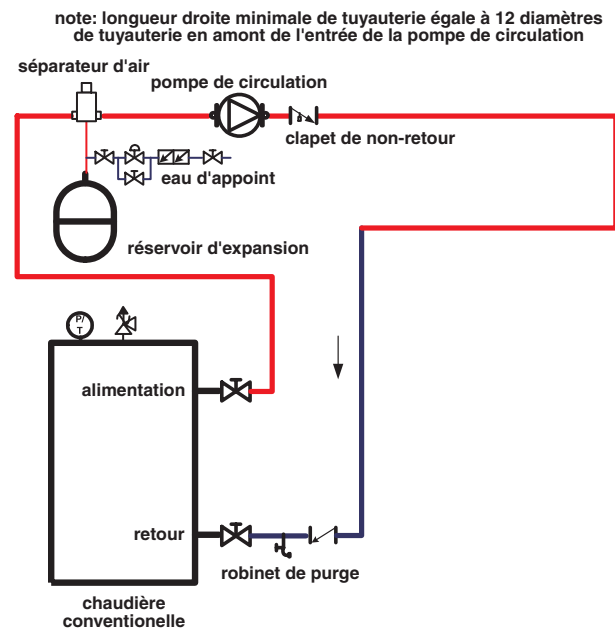 note: longueur droite minimale de tuyauterie égale à 12 diamètres
de tuyauterie en amont de l'entrée de la pompe de circulation
séparateur d'air
pompe de circulation
clapet de non-retour
eau d'appoint
réservoir d'expansion
P/
T
alimentation
retour
robinet de purge
chaudière
conventionelle